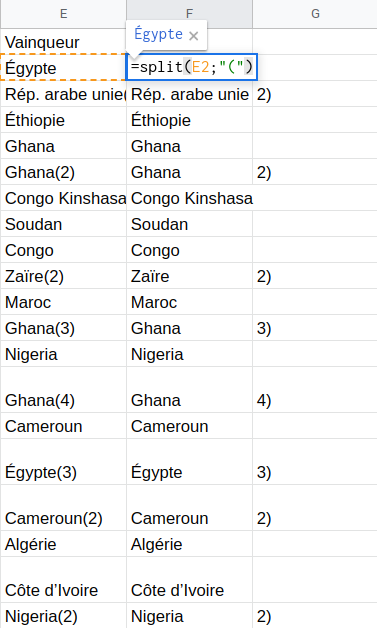 E F G
Égypte ×
Vainqueur
Égypte =split(E2;"(")
Rép. arabe unie( Rép. arabe unie 2)
Éthiopie Éthiopie
Ghana Ghana
Ghana(2) Ghana 2)
Congo Kinshasa Congo Kinshasa
Soudan Soudan
Congo Congo
Zaïre(2) Zaïre 2)
Maroc Maroc
Ghana(3) Ghana 3)
Nigeria Nigeria
Ghana(4) Ghana 4)
Cameroun Cameroun
Égypte(3) Égypte 3)
Cameroun(2) Cameroun 2)
Algérie Algérie
Côte d’Ivoire Côte d’Ivoire
Nigeria(2) Nigeria 2)